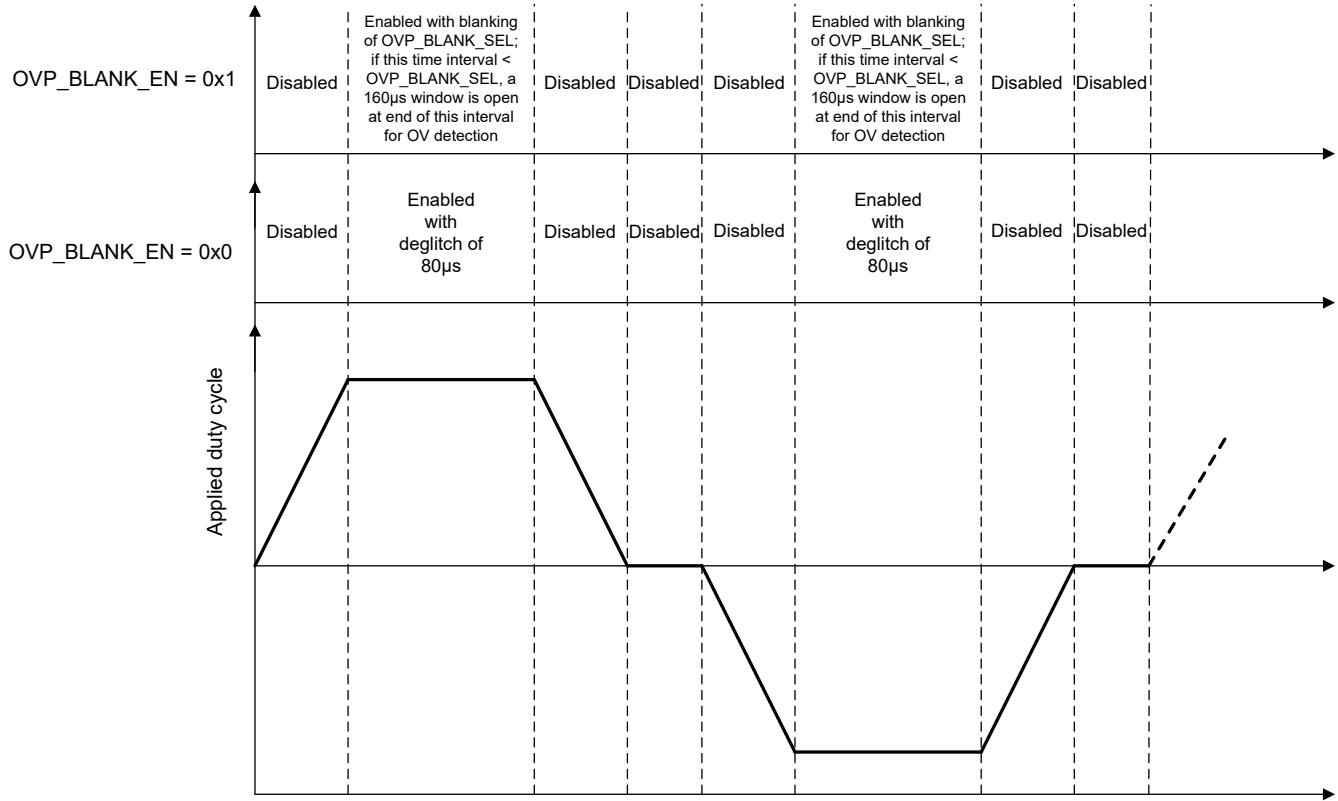 OVP_BLANK_EN = 0x1
Disabled
Enabled with blanking
of OVP_BLANK_SEL;
if this time interval <
OVP_BLANK_SEL, a
160µs window is open
at end of this interval
for OV detection
Disabled
Disabled
Disabled
Enabled with blanking
of OVP_BLANK_SEL;
if this time interval <
OVP_BLANK_SEL, a
160µs window is open
at end of this interval
for OV detection
Disabled
Disabled
OVP_BLANK_EN = 0x0
Disabled
Enabled
with
deglitch of
80µs
Disabled
Disabled
Disabled
Enabled
with
deglitch of
80µs
Disabled
Disabled
Applied duty cycle